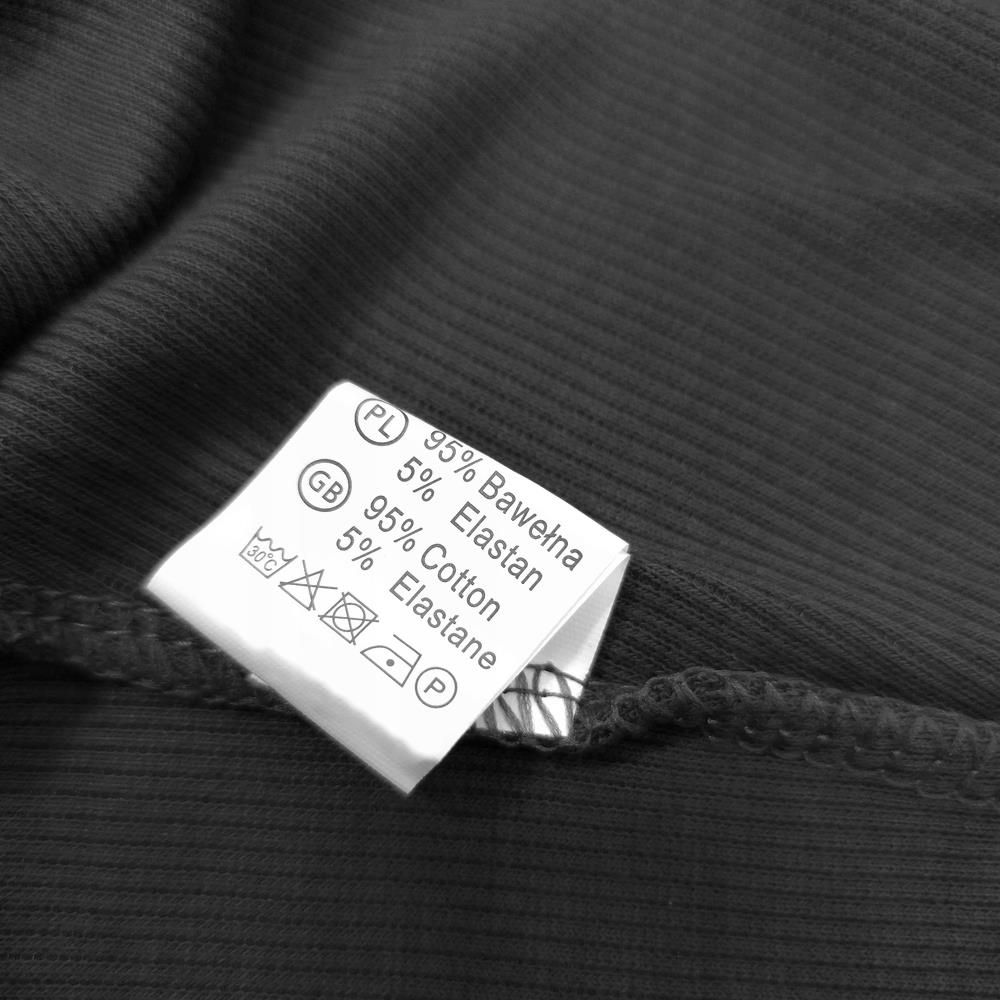 PL 95% Bawełna
5% Elastan
GB 95% Cotton
5% Elastane
30°C P